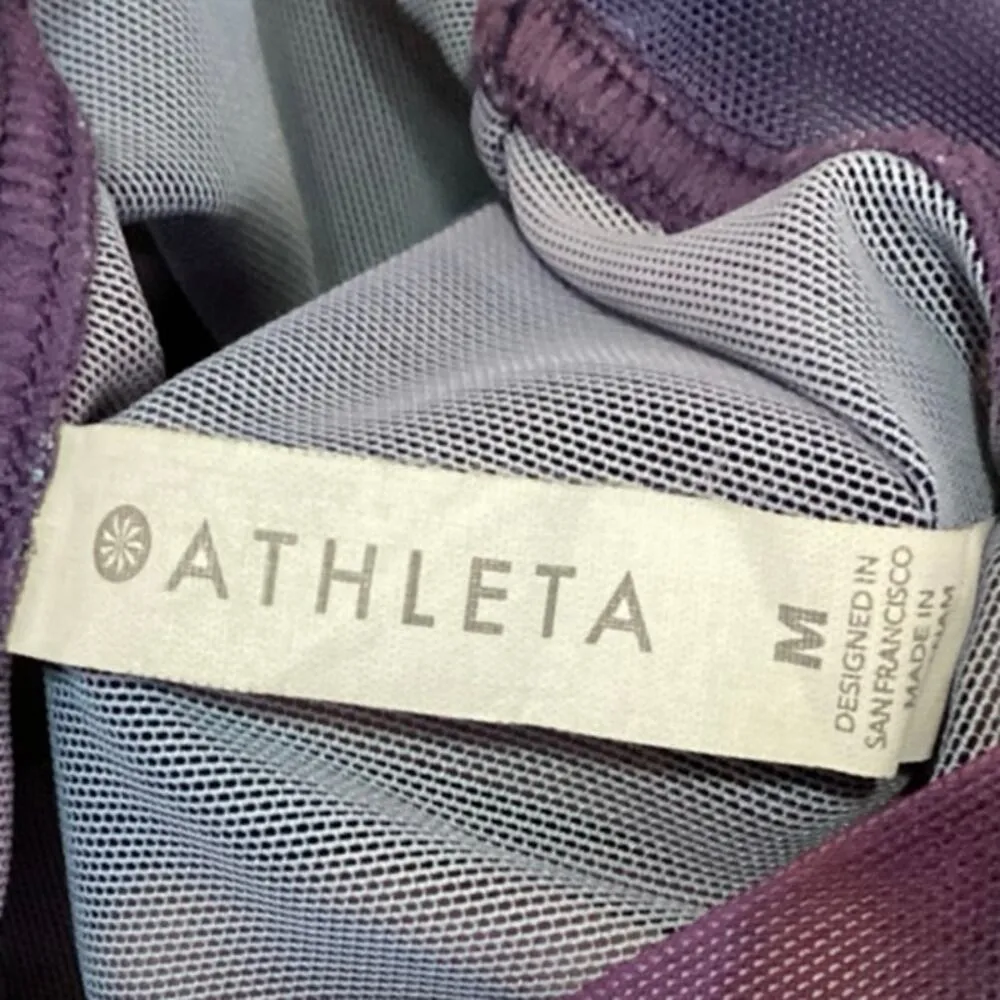 ATHLETA
M
DESIGNED IN
SAN FRANCISCO
MADE IN